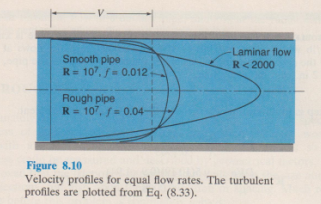 V
Smooth pipe
R = 10⁷, f = 0.012
Rough pipe
R = 10⁷, f = 0.04
Laminar flow
R < 2000
Figure 8.10
Velocity profiles for equal flow rates. The turbulent
profiles are plotted from Eq. (8.33).